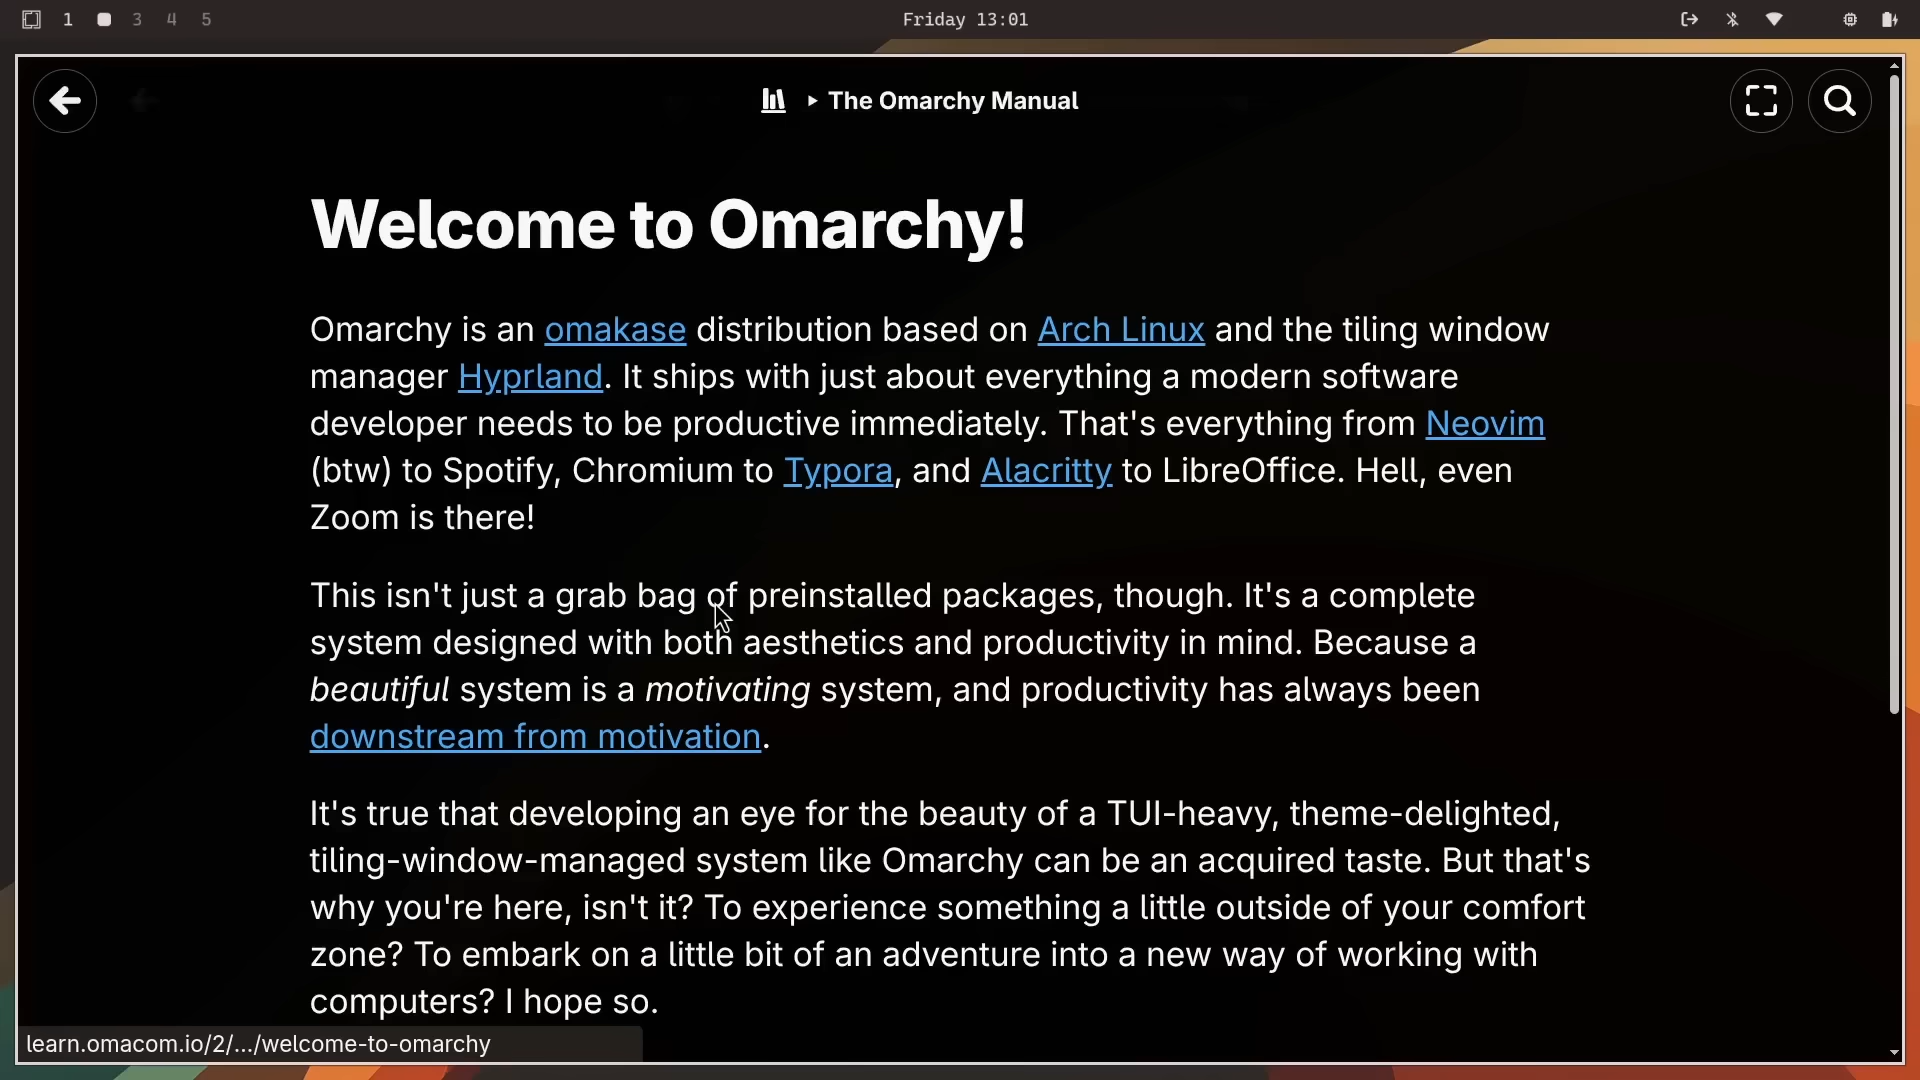 1 3 4 5
Friday 13:01
The Omarchy Manual
Welcome to Omarchy!
Omarchy is an omakase distribution based on Arch Linux and the tiling window
manager Hyprland. It ships with just about everything a modern software
developer needs to be productive immediately. That's everything from Neovim
(btw) to Spotify, Chromium to Typora, and Alacritty to LibreOffice. Hell, even
Zoom is there!
This isn't just a grab bag of preinstalled packages, though. It's a complete
system designed with both aesthetics and productivity in mind. Because a
beautiful system is a motivating system, and productivity has always been
downstream from motivation.
It's true that developing an eye for the beauty of a TUI-heavy, theme-delighted,
tiling-window-managed system like Omarchy can be an acquired taste. But that's
why you're here, isn't it? To experience something a little outside of your comfort
zone? To embark on a little bit of an adventure into a new way of working with
computers? I hope so.
learn.omacom.io/2/.../welcome-to-omarchy